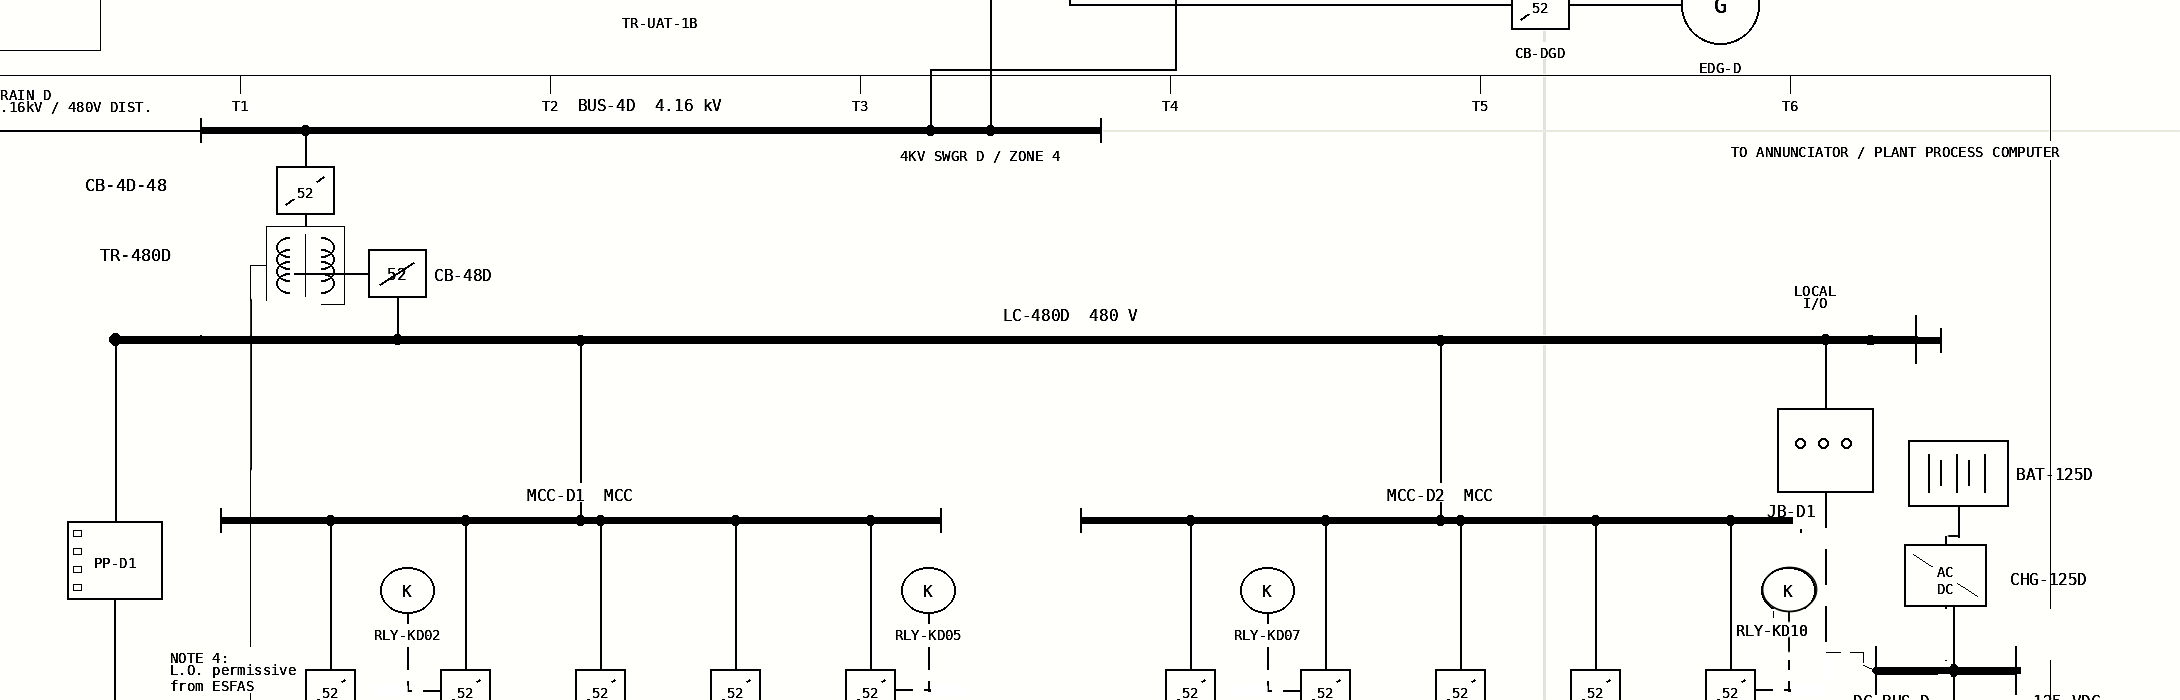 TR-UAT-1B
52
G
CB-DGD
EDG-D
RAIN D
.16kV / 480V DIST.
T1
T2
BUS-4D 4.16 kV
T3
T4
T5
T6
4KV SWGR D / ZONE 4
TO ANNUNCIATOR / PLANT PROCESS COMPUTER
CB-4D-48
52
TR-480D
52
CB-48D
LOCAL
I/O
LC-480D 480 V
BAT-125D
MCC-D1 MCC
MCC-D2 MCC
JB-D1
PP-D1
K
K
K
K
AC
DC
CHG-125D
RLY-KD02
RLY-KD05
RLY-KD07
RLY-KD10
NOTE 4:
L.O. permissive
from ESFAS
52
52
52
52
52
52
52
52
52
52
DC BUS D
125 VDC